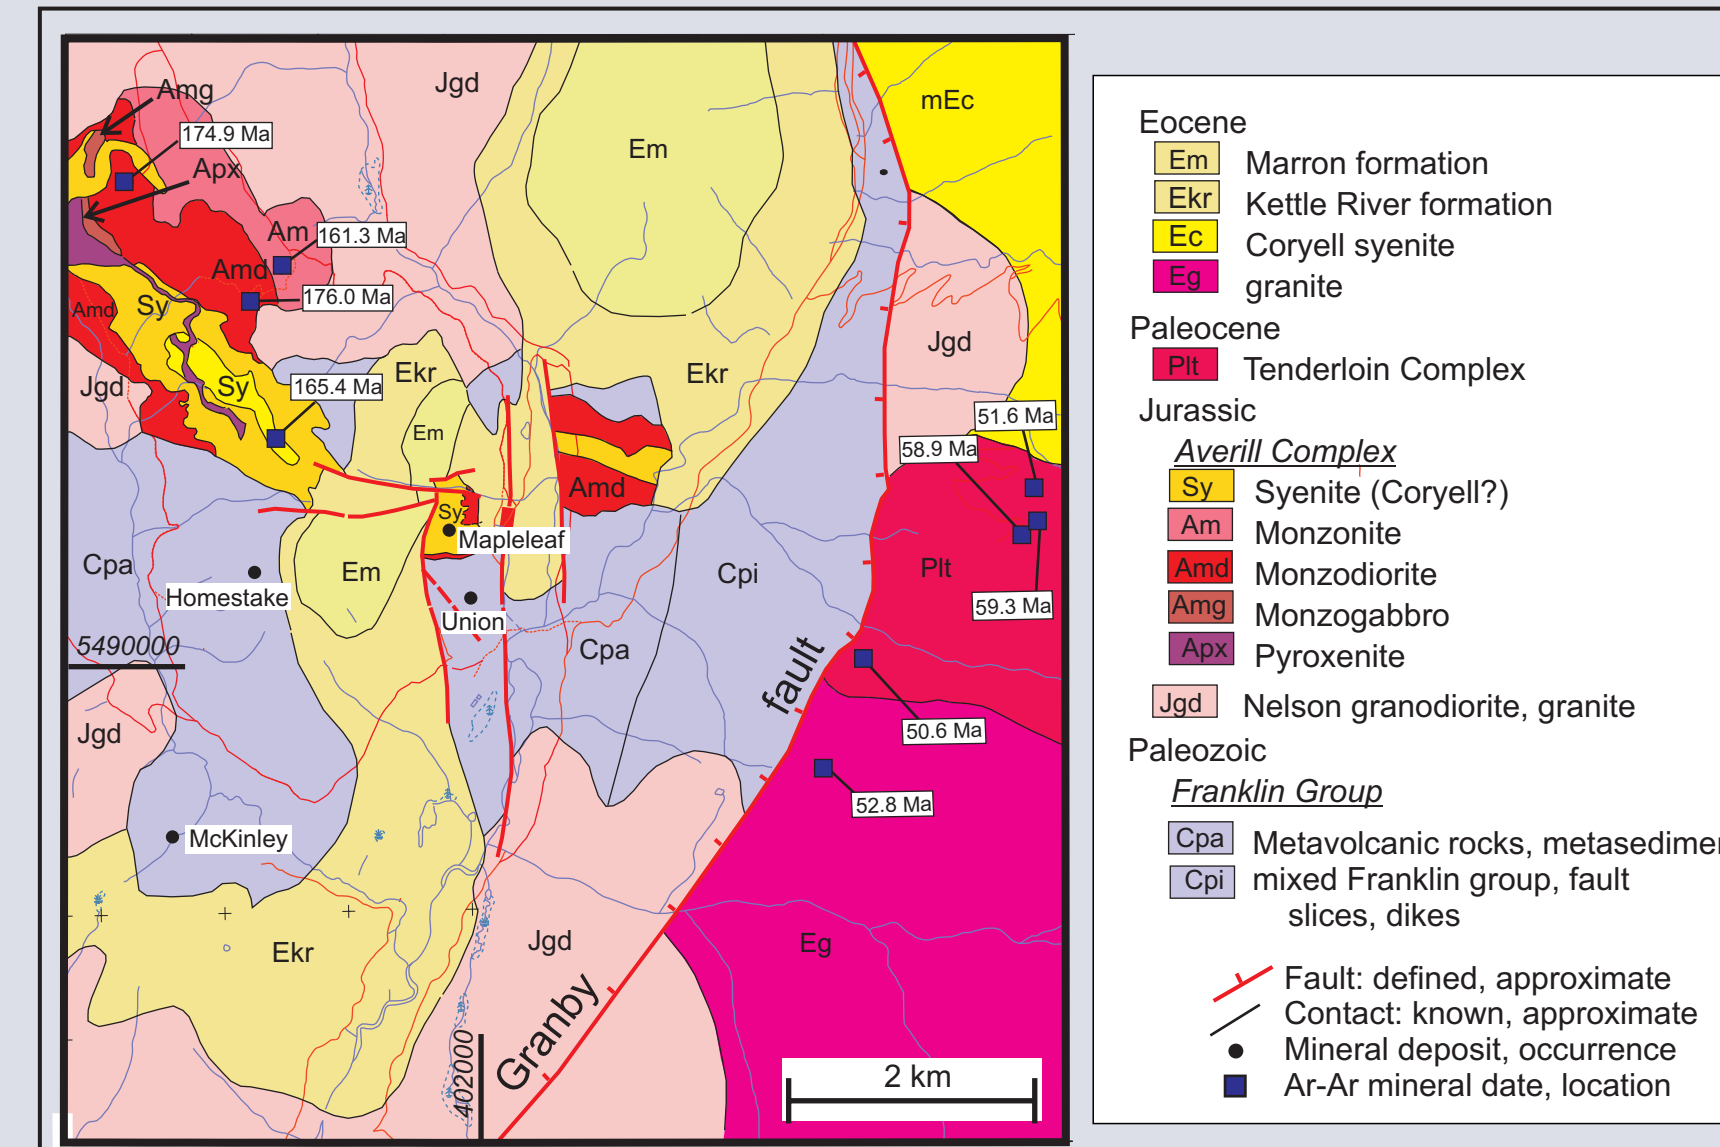 Amg
174.9 Ma
Apx
Jgd
Em
mEc
Am
161.3 Ma
Amd
176.0 Ma
Amd
Sy
Jgd
Sy
165.4 Ma
Ekr
Ekr
Jgd
Em
51.6 Ma
58.9 Ma
Amd
Sy
Mapleleaf
Cpa
Em
Cpi
Plt
Homestake
Union
59.3 Ma
5490000
Cpa
fault
Jgd
50.6 Ma
52.8 Ma
McKinley
Ekr
Jgd
Eg
Granby
402000
2 km
Eocene
Em Marron formation
Ekr Kettle River formation
Ec Coryell syenite
Eg granite
Paleocene
Plt Tenderloin Complex
Jurassic
Averill Complex
Sy Syenite (Coryell?)
Am Monzonite
Amd Monzodiorite
Amg Monzogabbro
Apx Pyroxenite
Jgd Nelson granodiorite, granite
Paleozoic
Franklin Group
Cpa Metavolcanic rocks, metasedimen
Cpi mixed Franklin group, fault
slices, dikes
Fault: defined, approximate
Contact: known, approximate
Mineral deposit, occurrence
Ar-Ar mineral date, location